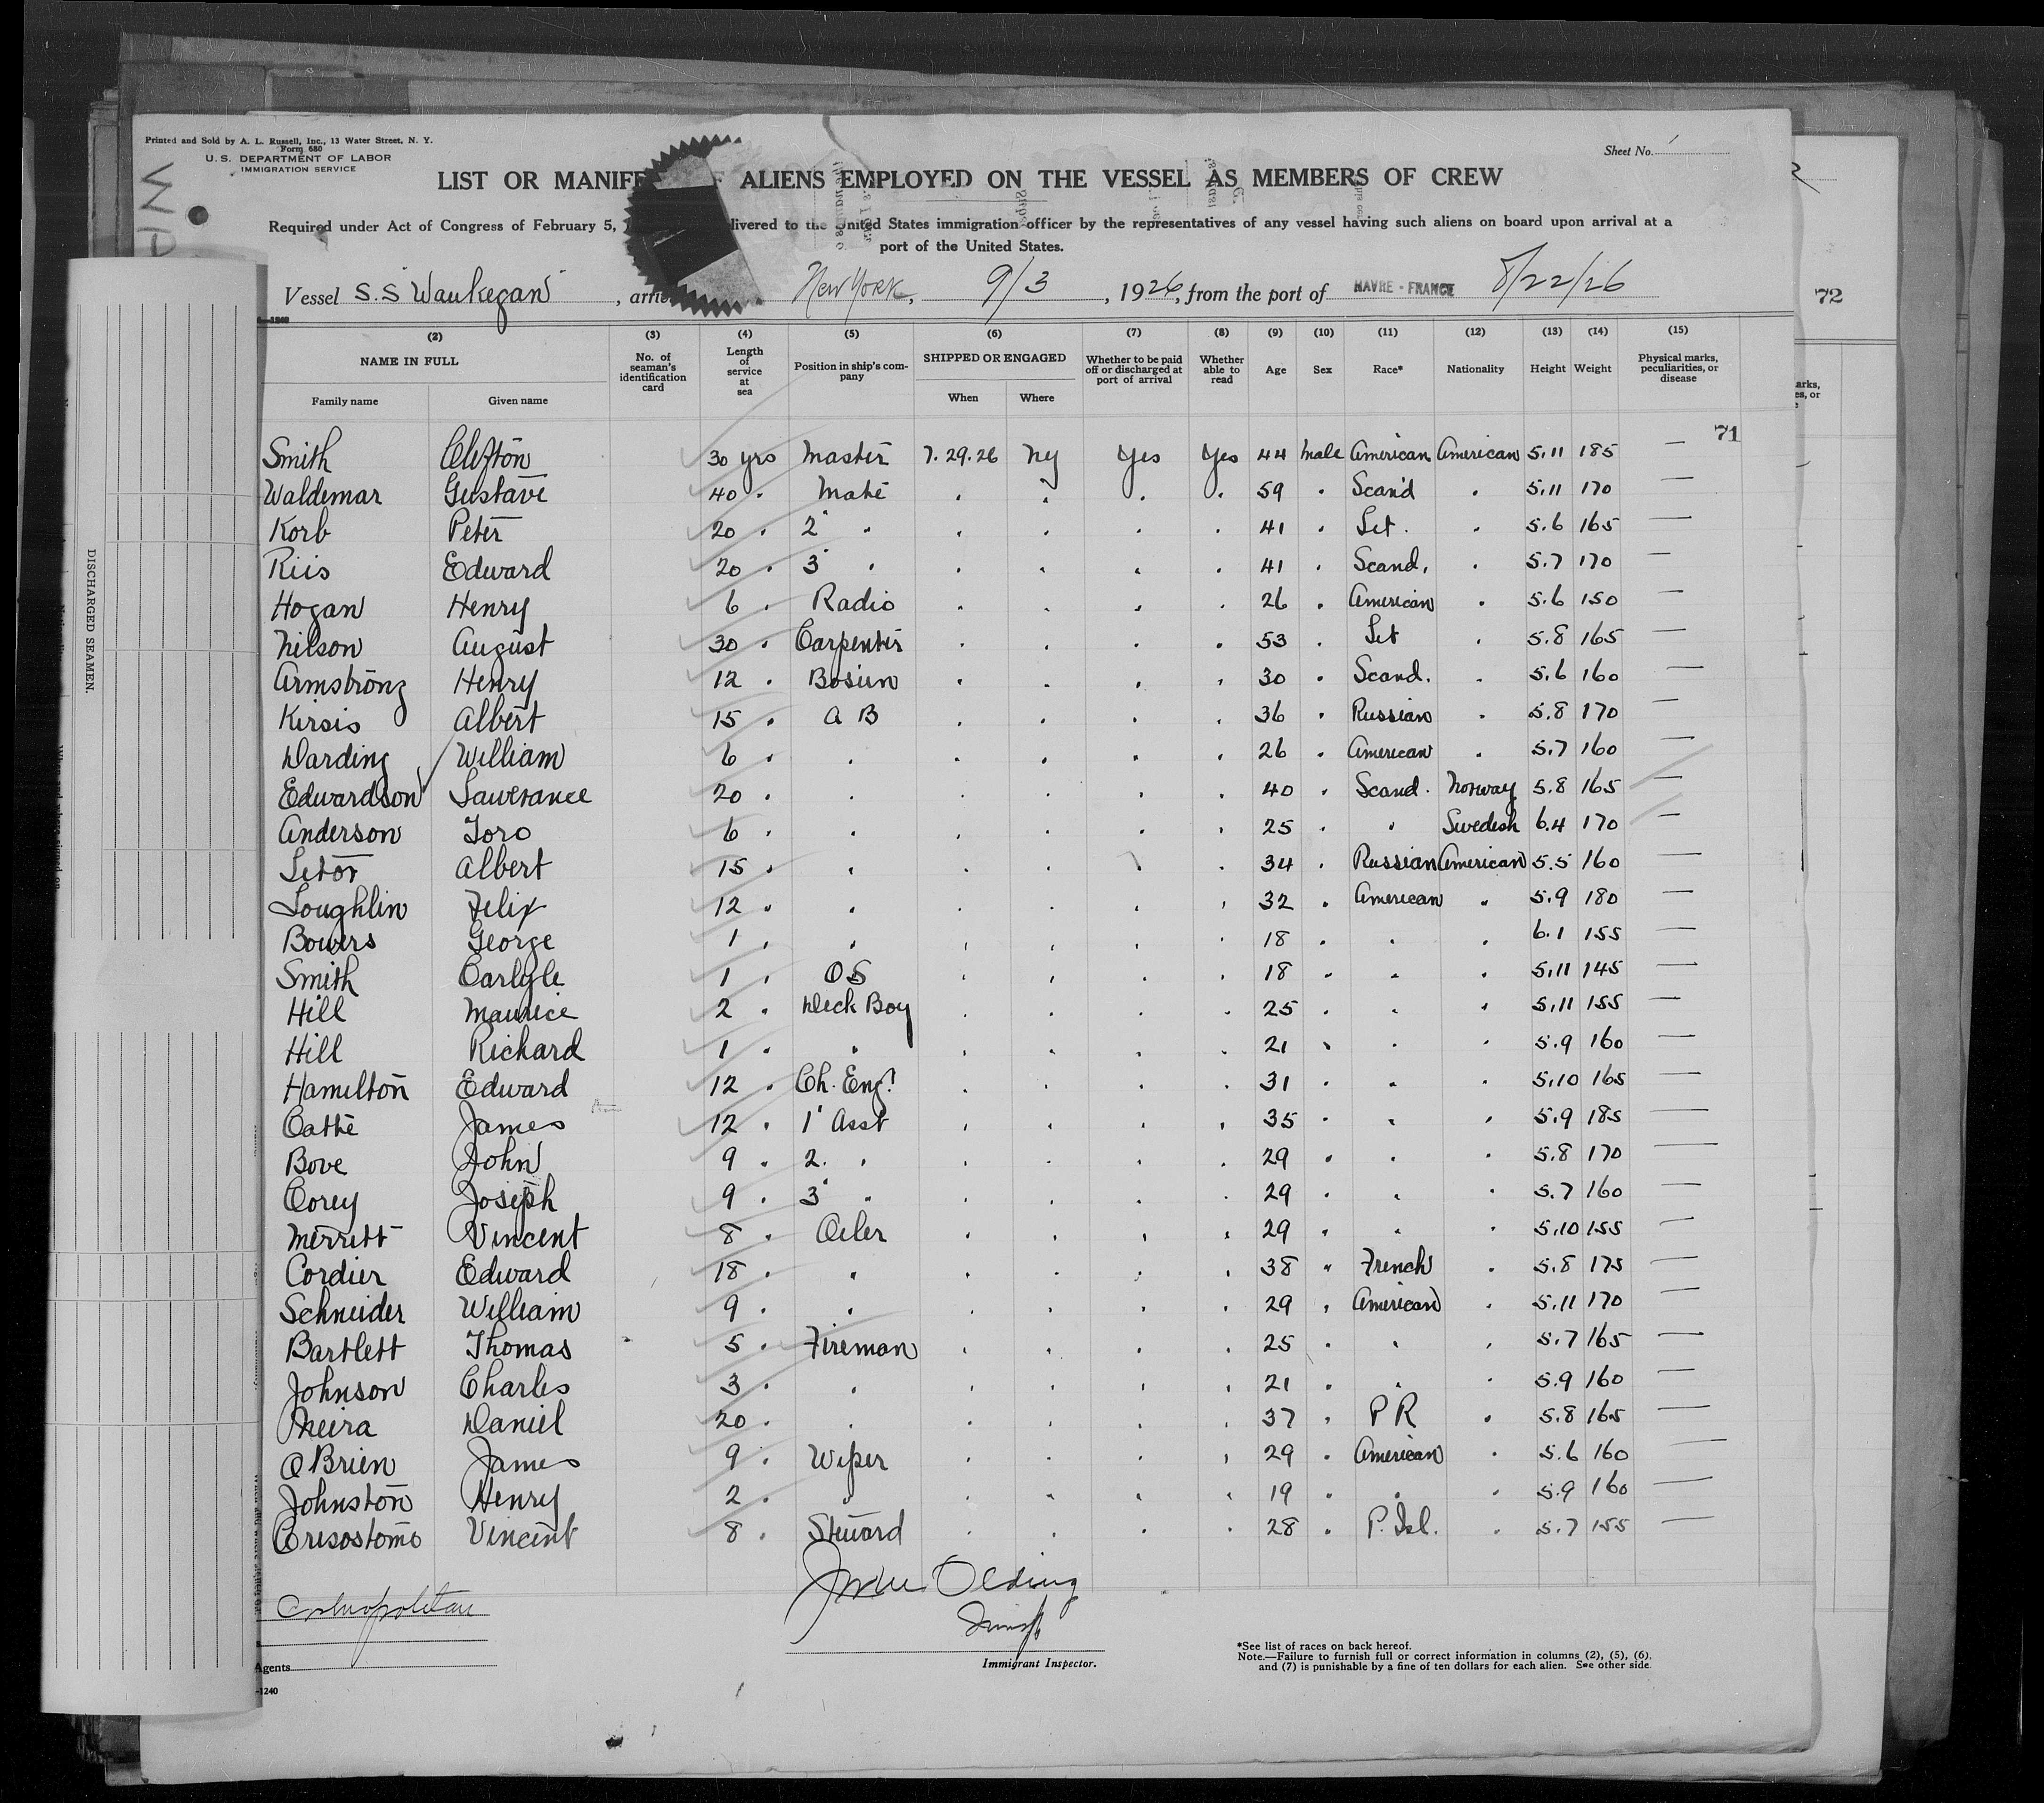 Printed and Sold by A. L. Russell, Inc., 13 Water Street, N. Y.
Form 680
U. S. DEPARTMENT OF LABOR
IMMIGRATION SERVICE
Sheet No. 1
LIST OR MANIFE F ALIENS EMPLOYED ON THE VESSEL AS MEMBERS OF CREW
Required under Act of Congress of February 5, livered to the United States immigration officer by the representatives of any vessel having such aliens on board upon arrival at a
port of the United States.
Vessel S.S "Waukegan", arri New York, 9/3, 1926, from the port of HAVRE - FRANCE 8/22/26
72
(2) (3) (4) (5) (6) (7) (8) (9) (10) (11) (12) (13) (14) (15)
NAME IN FULL No. of seaman's identification card Length of service at sea Position in ship's company SHIPPED OR ENGAGED Whether to be paid off or discharged at port of arrival Whether able to read Age Sex Race* Nationality Height Weight Physical marks, peculiarities, or disease
Family name Given name When Where
71
Smith Clifton 30 yrs Master 7.29.26 Ny Yes Yes 44 Male American American 5.11 185 —
Waldemar Gustave 40 . Mate . . . . 59 . Scand . 5.11 170 —
Korb Peter 20 . 2 . . . . . 41 . Let. . 5.6 165 —
Riis Edward 20 . 3 . . . . . 41 . Scand. . 5.7 170 —
Hogan Henry 6 . Radio . . . . 26 . American . 5.6 150 —
Nilson August 30 . Carpenter . . . . 53 . Let . 5.8 165 —
Armstrong Henry 12 . Bosun . . . . 30 . Scand. . 5.6 160 —
Kirsis Albert 15 . A B . . . . 36 . Russian . 5.8 170 —
Darding William 6 . . . . . . 26 . American . 5.7 160 —
Edwardson Lawerance 20 . . . . . . 40 . Scand. Norway 5.8 165 —
Anderson Toro 6 . . . . . . 25 . . Swedesh 6.4 170 —
Letor Albert 15 . . . . . . 34 . Russian American 5.5 160 —
Loughlin Felix 12 . . . . . . 32 . American . 5.9 180 —
Bowers George 1 . . . . . . 18 . . . 6.1 155 —
Smith Carlyle 1 . OS . . . . 18 . . . 5.11 145 —
Hill Maurice 2 . Deck Boy . . . . 25 . . . 5.11 155 —
Hill Richard 1 . . . . . . 21 . . . 5.9 160 —
Hamilton Edward 12 . Ch. Eng. . . . . 31 . . . 5.10 165 —
Cathe James 12 . 1' Asst . . . . 35 . . . 5.9 185 —
Bove John 9 . 2. . . . . . 29 . . . 5.8 170 —
Corey Joseph 9 . 3' . . . . . 29 . . . 5.7 160 —
Merritt Vincent 8 . Oiler . . . . 29 . . . 5.10 155 —
Cordier Edward 18 . . . . . . 38 " French . 5.8 175 —
Schneider William 9 . . . . . . 29 . American . 5.11 170 —
Bartlett Thomas 5 . Fireman . . . . 25 . . . 5.7 165 —
Johnson Charles 3 . . . . . . 21 . . . 5.9 160 —
Daniel 20 . . . . . . 37 . P R . 5.8 165 —
O Brien James 9 . Wiper . . . . 29 . American . 5.6 160 —
Johnston Henry 2 . . . . . . 19 . . . 5.9 160 —
Crisostomo Vincent 8 . Steward . . . . 28 . P. Isl. . 5.7 155 —
DISCHARGED SEAMEN.
Cosmopolitan
Agents
-1240
Olding
Immigrant Inspector.
*See list of races on back hereof.
Note.—Failure to furnish full or correct information in columns (2), (5), (6),
and (7) is punishable by a fine of ten dollars for each alien. See other side.